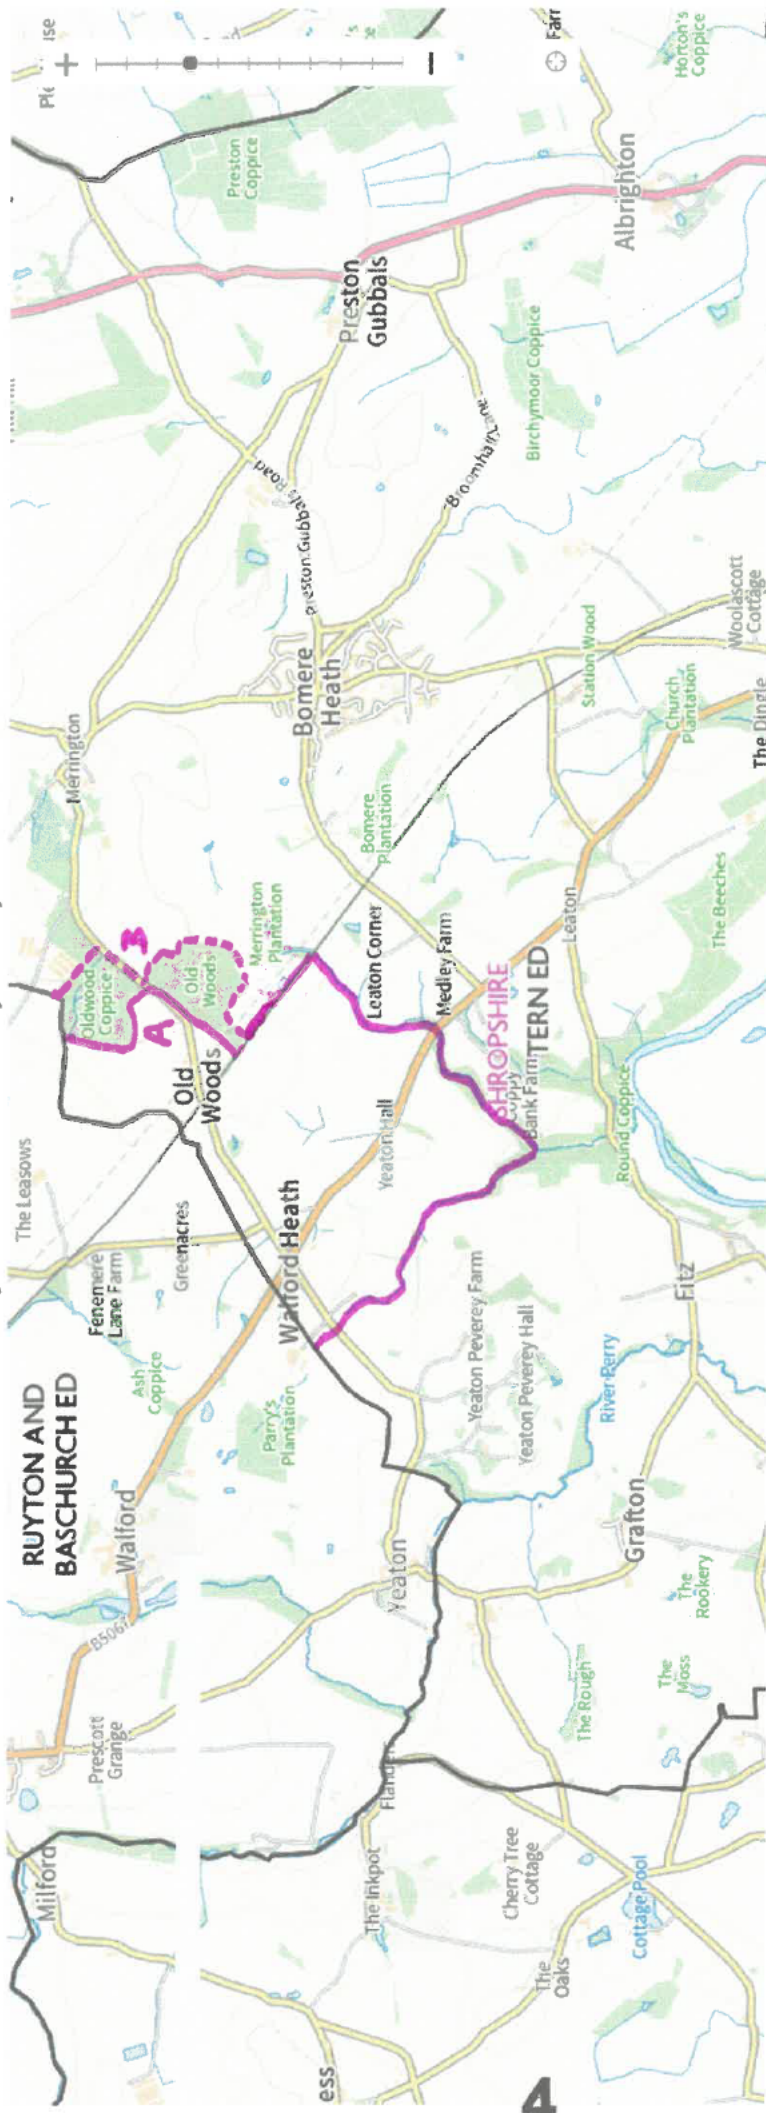 RUYTON AND
BASCHURCH ED
Milford
Prescott
Grange
B5067
Walford
Ash
Coppice
Fenemere
Lane Farm
The Leasows
Greenacres
Parry's
Plantation
Walford Heath
Old
Woods
Oldwood
Coppice
A
B
Old
Woods
Merrington
Plantation
Merrington
Bomere
Heath
Preston Gubbals Road
Preston
Gubbals
Preston
Coppice
Horton's
Coppice
Albrighton
Birchymoor Coppice
Broomhay Lane
Bomere
Plantation
Leaton Corner
Medley Farm
Yeaton Hall
SHROPSHIRE
TERN ED
Bank Farm
Leaton
Station Wood
Woolascott
Cottage
Church
Plantation
The Dingle
The Beeches
Round Coppice
Fitz
Yeaton Peverey Farm
Yeaton Peverey Hall
River Perry
Grafton
Yeaton
The
Rookery
The
Moss
The Rough
The Inkpot
Cherry Tree
Cottage
Cottage Pool
The
Oaks
ess
4